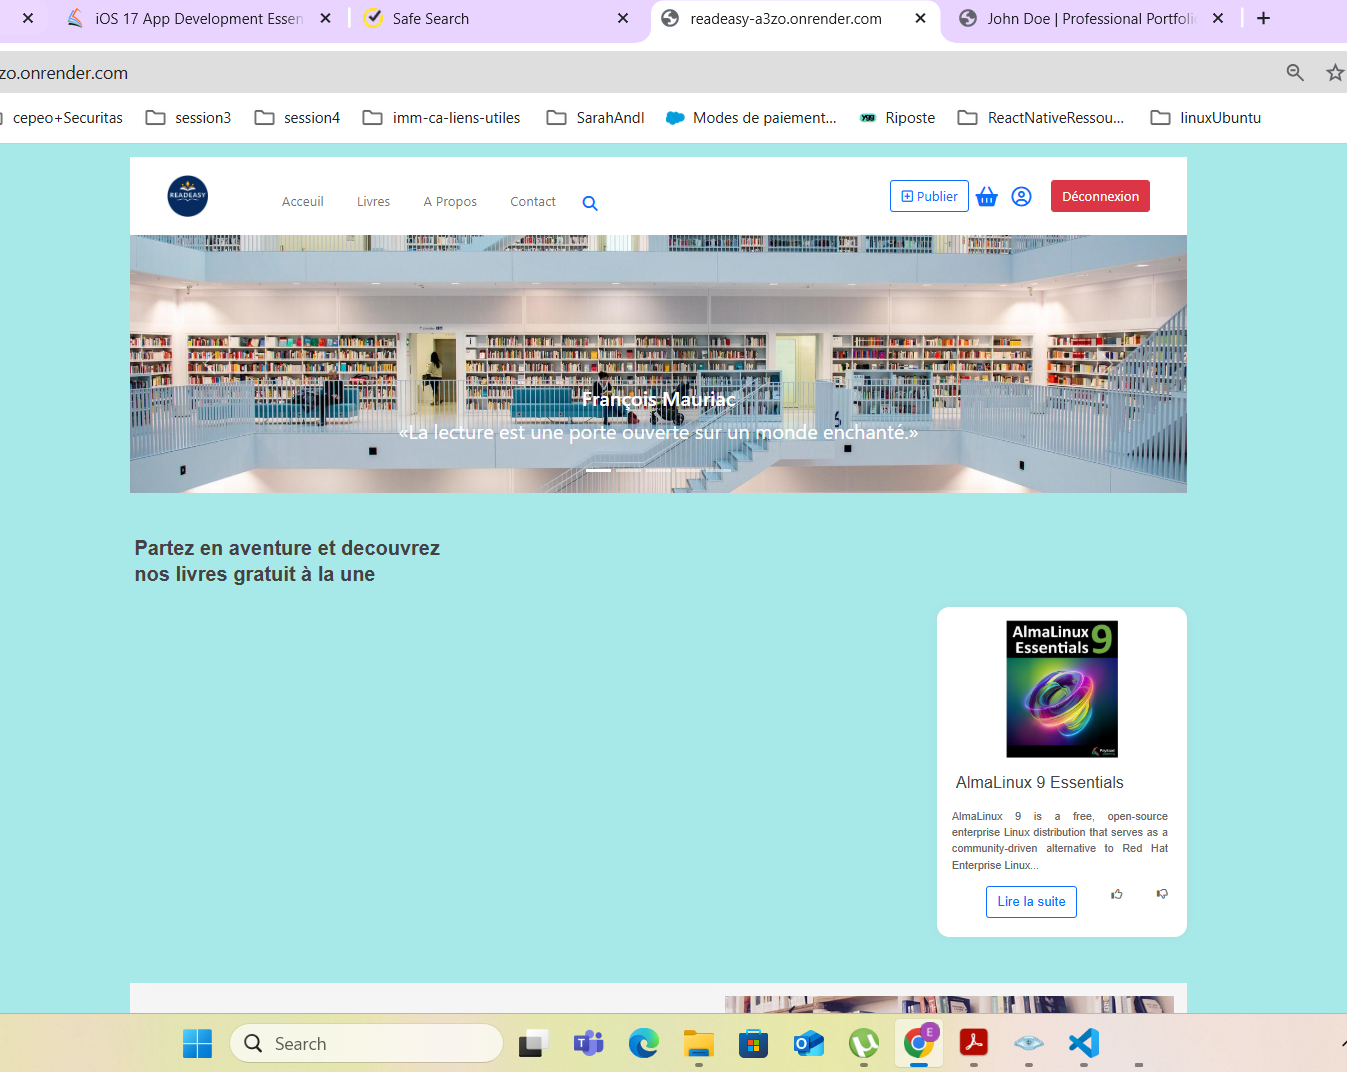 iOS 17 App Development Essen
Safe Search
readeasy-a3zo.onrender.com
John Doe | Professional Portfoli
zo.onrender.com
cepeo+Securitas
session3
session4
imm-ca-liens-utiles
SarahAndI
Modes de paiement...
Riposte
ReactNativeRessou...
linuxUbuntu
READEASY
Acceuil
Livres
A Propos
Contact
Publier
Déconnexion
François Mauriac
«La lecture est une porte ouverte sur un monde enchanté.»
Partez en aventure et decouvrez
nos livres gratuit à la une
AlmaLinux 9
Essentials
AlmaLinux 9 Essentials
AlmaLinux 9 is a free, open-source
enterprise Linux distribution that serves as a
community-driven alternative to Red Hat
Enterprise Linux...
Lire la suite
Search
E